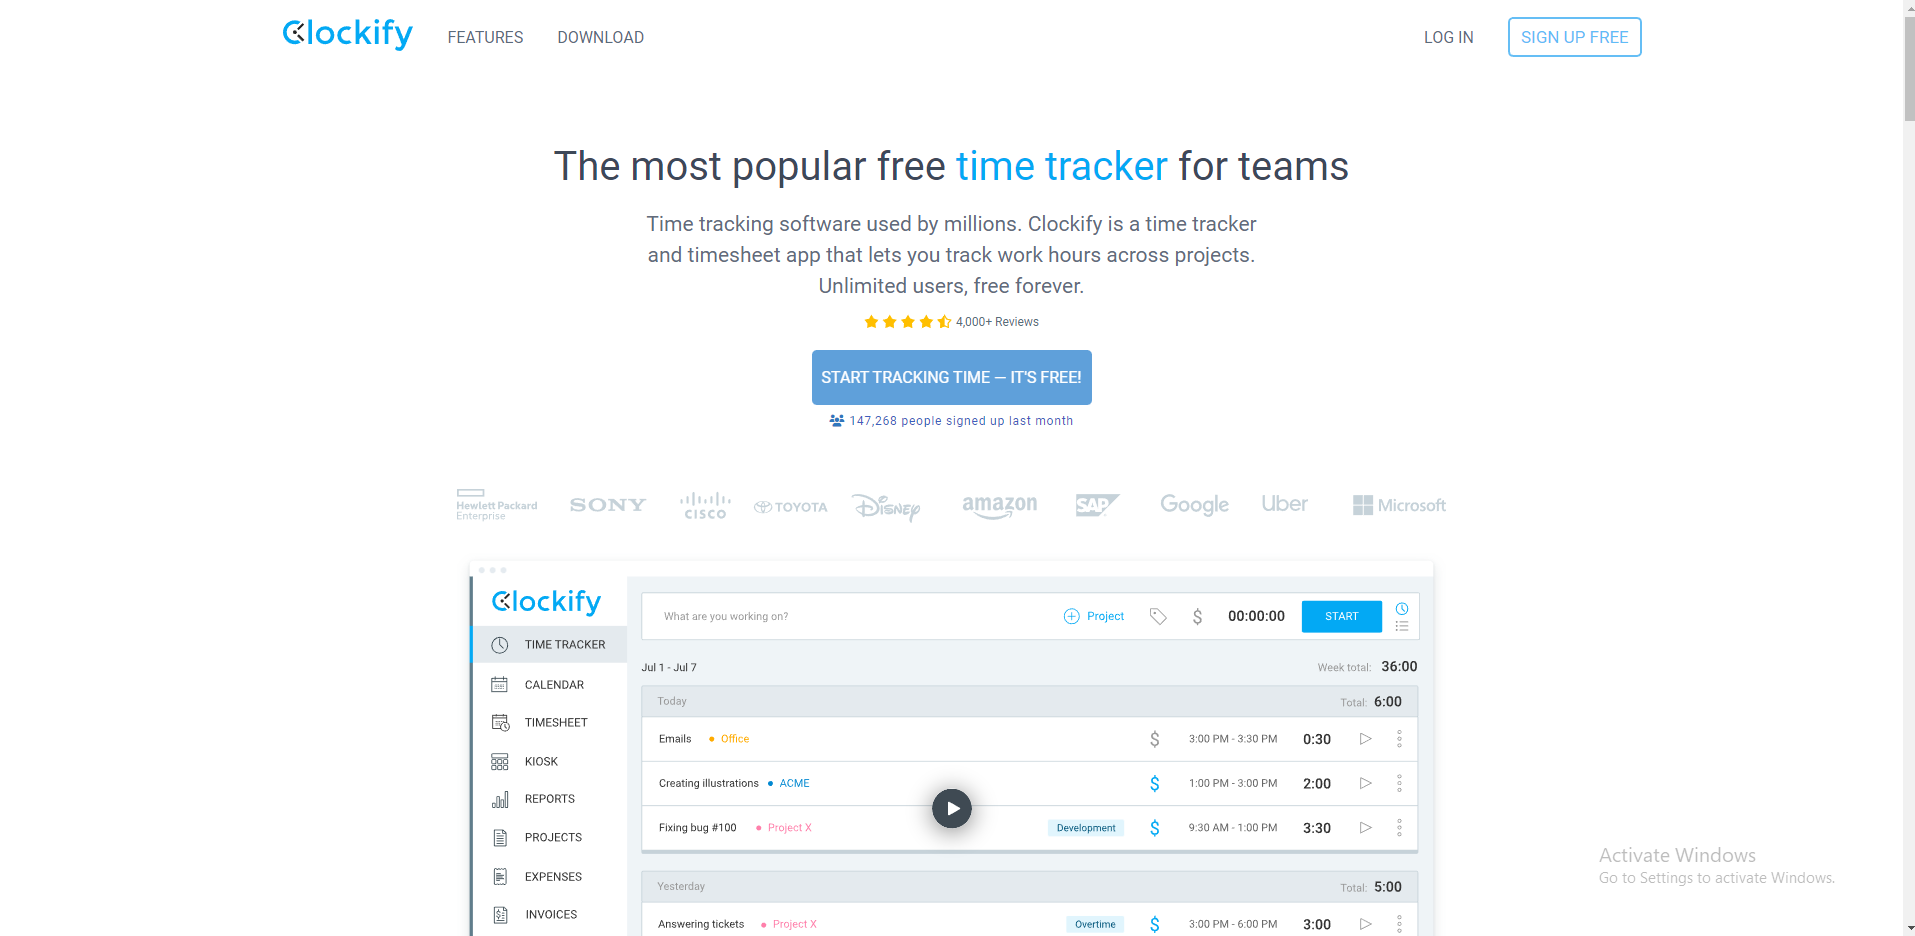 Clockify
FEATURES
DOWNLOAD
LOG IN
SIGN UP FREE
The most popular free time tracker for teams
Time tracking software used by millions. Clockify is a time tracker
and timesheet app that lets you track work hours across projects.
Unlimited users, free forever.
4,000+ Reviews
START TRACKING TIME — IT'S FREE!
147,268 people signed up last month
Hewlett Packard
Enterprise
SONY
CISCO
TOYOTA
Disney
amazon
SAP
Google
Uber
Microsoft
Clockify
What are you working on?
Project
$
00:00:00
START
TIME TRACKER
CALENDAR
TIMESHEET
KIOSK
REPORTS
PROJECTS
EXPENSES
INVOICES
Jul 1 - Jul 7
Week total: 36:00
Today
Total: 6:00
Emails • Office $ 3:00 PM - 3:30 PM 0:30
Creating illustrations • ACME $ 1:00 PM - 3:00 PM 2:00
Fixing bug #100 • Project X Development $ 9:30 AM - 1:00 PM 3:30
Yesterday
Total: 5:00
Answering tickets • Project X Overtime $ 3:00 PM - 6:00 PM 3:00
Activate Windows
Go to Settings to activate Windows.